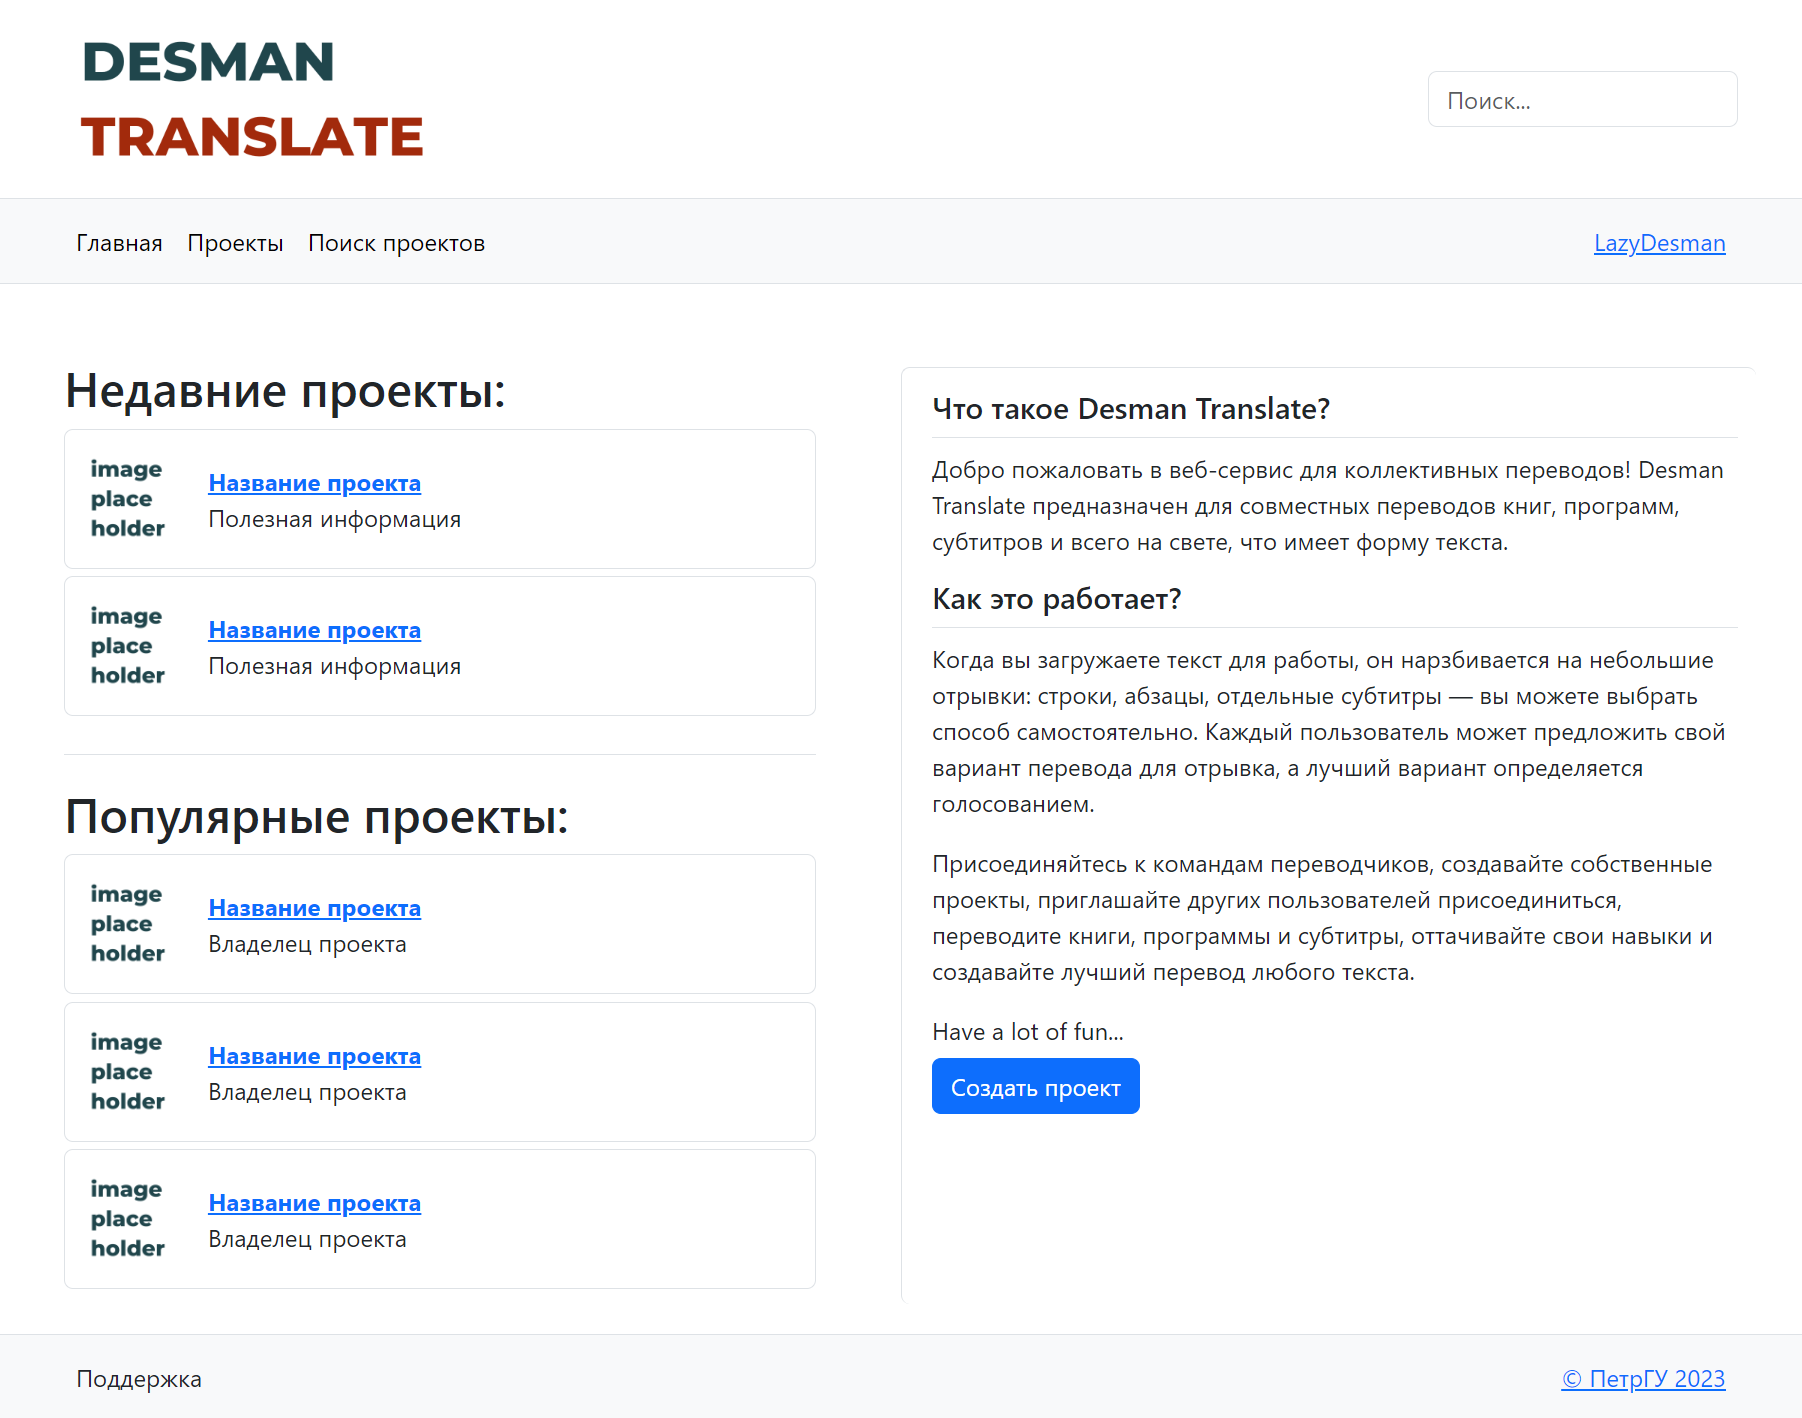 DESMAN
TRANSLATE
Поиск...
Главная Проекты Поиск проектов
LazyDesman
Недавние проекты:
image
place
holder
Название проекта
Полезная информация
image
place
holder
Название проекта
Полезная информация
Популярные проекты:
image
place
holder
Название проекта
Владелец проекта
image
place
holder
Название проекта
Владелец проекта
image
place
holder
Название проекта
Владелец проекта
Что такое Desman Translate?
Добро пожаловать в веб-сервис для коллективных переводов! Desman
Translate предназначен для совместных переводов книг, программ,
субтитров и всего на свете, что имеет форму текста.
Как это работает?
Когда вы загружаете текст для работы, он нарзбивается на небольшие
отрывки: строки, абзацы, отдельные субтитры — вы можете выбрать
способ самостоятельно. Каждый пользователь может предложить свой
вариант перевода для отрывка, а лучший вариант определяется
голосованием.
Присоединяйтесь к командам переводчиков, создавайте собственные
проекты, приглашайте других пользователей присоединиться,
переводите книги, программы и субтитры, оттачивайте свои навыки и
создавайте лучший перевод любого текста.
Have a lot of fun...
Создать проект
Поддержка
© ПетрГУ 2023